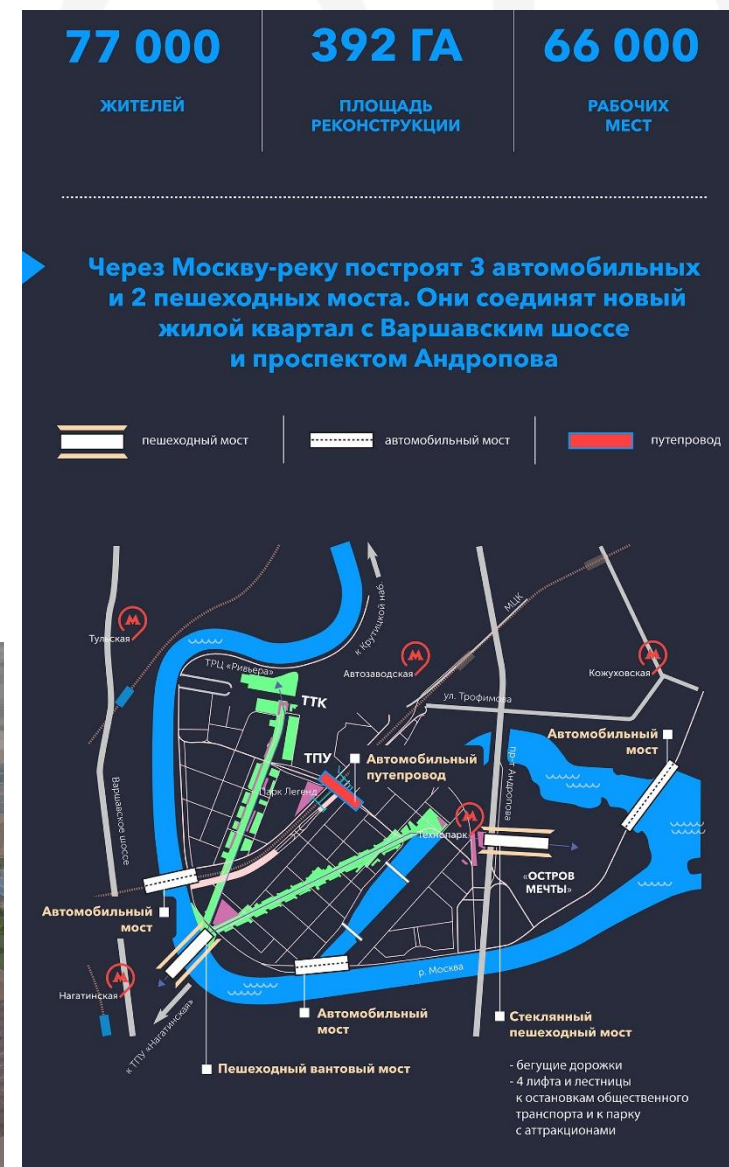 77 000
ЖИТЕЛЕЙ
392 ГА
ПЛОЩАДЬ
РЕКОНСТРУКЦИИ
66 000
РАБОЧИХ
МЕСТ
Через Москву-реку построят 3 автомобильных
и 2 пешеходных моста. Они соединят новый
жилой квартал с Варшавским шоссе
и проспектом Андропова
пешеходный мост
автомобильный мост
путепровод
к Крутицкой наб.
МЦК
Тульская
ТРЦ «Ривьера»
Автозаводская
Кожуховская
ТТК
ул. Трофимова
Автомобильный
мост
ТПУ
Автомобильный
путепровод
пр-т Андропова
Парк Легенд
Варшавское шоссе
Технопарк
«ОСТРОВ
МЕЧТЫ»
Автомобильный
мост
р. Москва
Нагатинская
к ТПУ «Нагатинская»
Автомобильный
мост
Стеклянный
пешеходный мост
Пешеходный вантовый мост
- бегущие дорожки
- 4 лифта и лестницы
к остановкам общественного
транспорта и к парку
с аттракционами